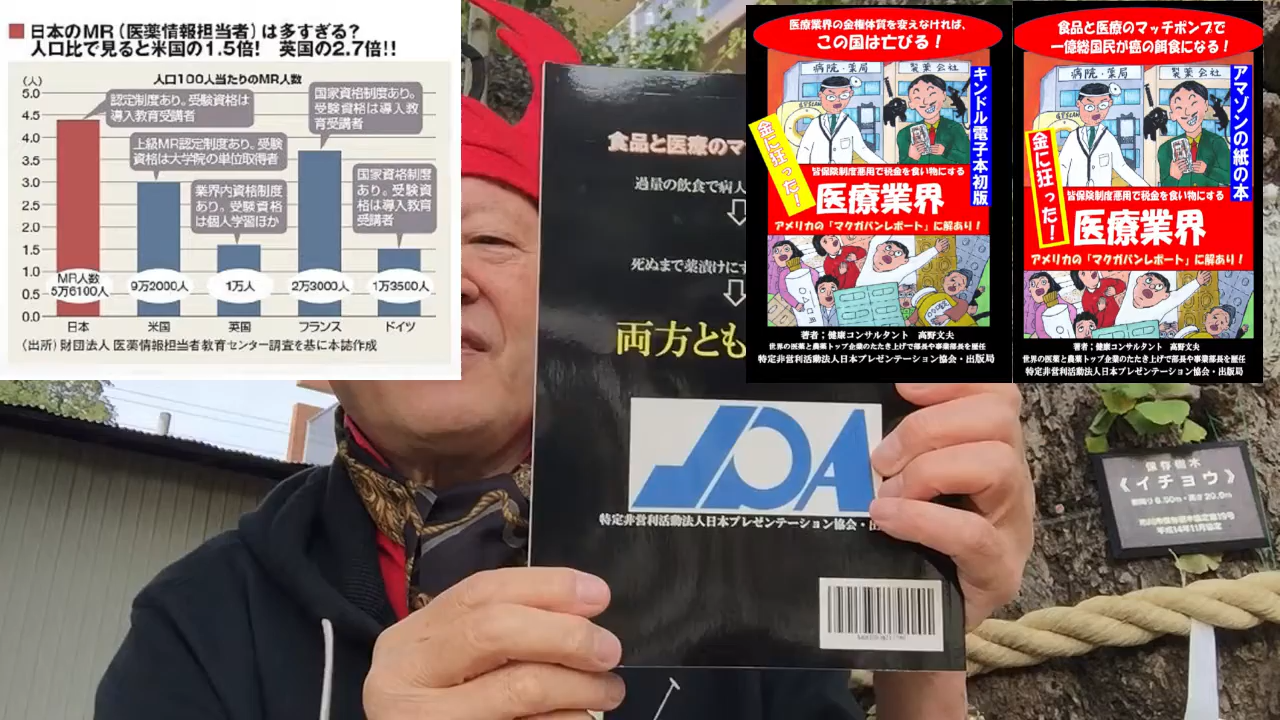 日本のMR(医薬情報担当者)は多すぎる?
人口比で見ると米国の1.5倍! 英国の2.7倍!!
(人)
人口100人当たりのMR人数
5.0
4.5
4.0
3.5
3.0
2.5
2.0
1.5
1.0
0.5
0.0
認定制度あり。受験資格は
導入教育受講者
上級MR認定制度あり、受験
資格は大学院の単位取得者
業界内資格制度
あり。受験資格
は個人学習ほか
国家資格制度あり。
受験資格は導入教
育受講者
国家資格制度
あり。受験資
格は導入教育
受講者
MR人数
5万6100人
9万2000人
1万人
2万3000人
1万3500人
日本
米国
英国
フランス
ドイツ
(出所)財団法人 医薬情報担当者教育センター調査を基に本誌作成
食品と医療のマ
過量の飲食で病人
死ぬまで薬漬けにす
両方とも
JPA
特定非営利活動法人日本プレゼンテーション協会・出
医療業界の金権体質を変えなければ、
この国は亡びる!
病院・薬局
製薬会社
キンドル電子本初版
金に狂った!
皆保険制度悪用で税金を食い物にする
医療業界
アメリカの「マクガバンレポート」に解あり!
著者;健康コンサルタント 高野文夫
世界の医薬と農薬トップ企業のたたき上げで部長や事業部長を歴任
特定非営利活動法人日本プレゼンテーション協会・出版局
食品と医療のマッチポンプで
一億総国民が癌の餌食になる!
病院・薬局
製薬会社
アマゾンの紙の本
金に狂った!
皆保険制度悪用で税金を食い物にする
医療業界
アメリカの「マクガバンレポート」に解あり!
著者;健康コンサルタント 高野文夫
世界の医薬と農薬トップ企業のたたき上げで部長や事業部長を歴任
特定非営利活動法人日本プレゼンテーション協会・出版局
保存樹木
《イチョウ》
平成14年11月指定